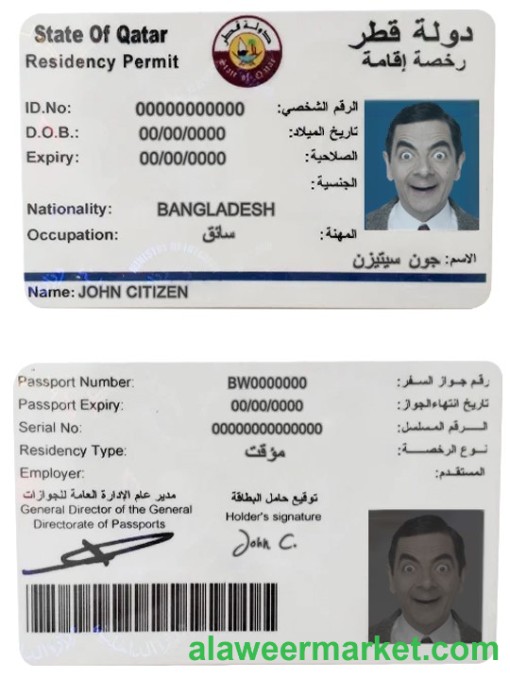 State Of Qatar
دولة قطر
Residency Permit
رخصة إقامة
دولة قطر
State of Qatar
ID.No: 00000000000 الرقم الشخصي:
D.O.B.: 00/00/0000 تاريخ الميلاد:
Expiry: 00/00/0000 الصلاحية:
الجنسية:
Nationality: BANGLADESH
Occupation: سائق المهنة:
الاسم: جون سيتيزن
Name: JOHN CITIZEN
Passport Number: BW0000000 رقم جواز السفر:
Passport Expiry: 00/00/0000 تاريخ انتهاءالجواز:
Serial No: 00000000000000 الرقم المسلسل:
Residency Type: مؤقت نوع الرخصة:
Employer: المستقدم:
مدير عام الإدارة العامة للجوازات
General Director of the General
Directorate of Passports
توقيع حامل البطاقة
Holder's signature
John C.
alaweermarket.com